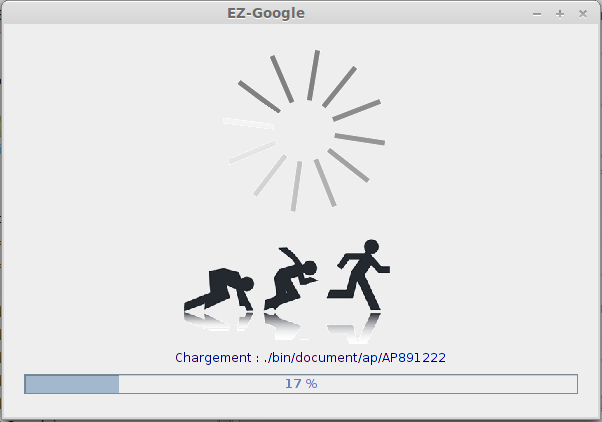 EZ-Google
Chargement : ./bin/document/ap/AP891222
17 %